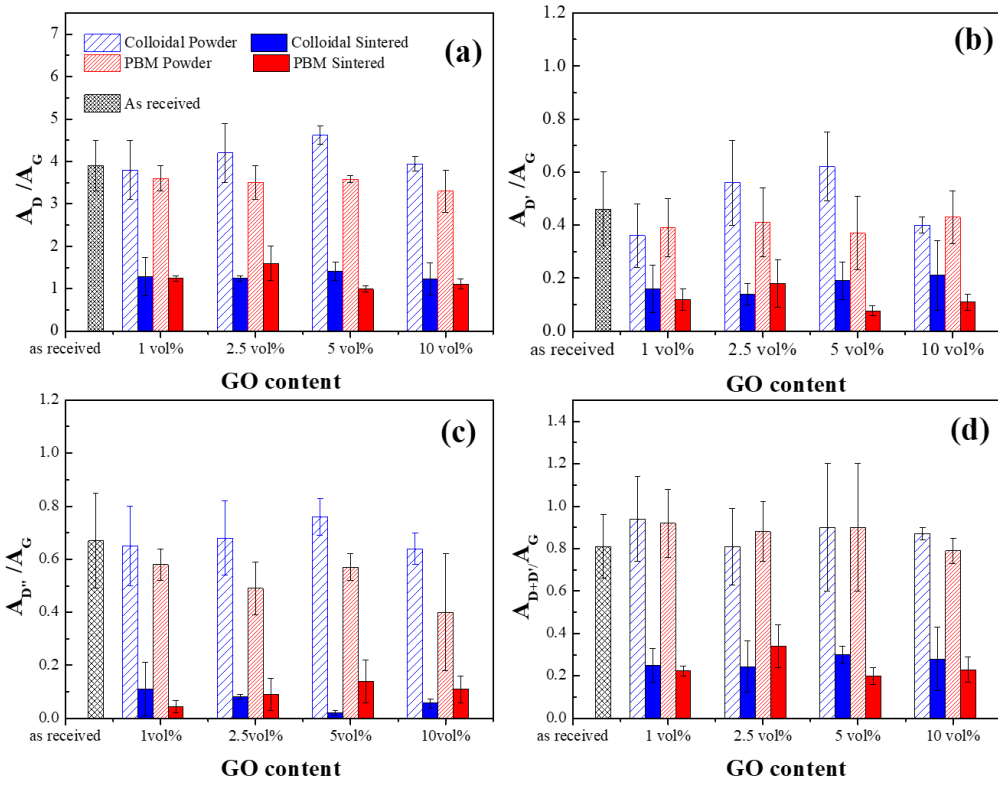 (a)
Colloidal Powder
Colloidal Sintered
PBM Powder
PBM Sintered
As received
A_D /A_G
7
6
5
4
3
2
1
0
as received 1 vol% 2.5 vol% 5 vol% 10 vol%
GO content
(b)
A_D' /A_G
1.2
1.0
0.8
0.6
0.4
0.2
0.0
as received 1 vol% 2.5 vol% 5 vol% 10 vol%
GO content
(c)
A_D" /A_G
1.2
1.0
0.8
0.6
0.4
0.2
0.0
as received 1vol% 2.5vol% 5vol% 10vol%
GO content
(d)
A_D+D'/A_G
1.4
1.2
1.0
0.8
0.6
0.4
0.2
0.0
as received 1 vol% 2.5 vol% 5 vol% 10 vol%
GO content